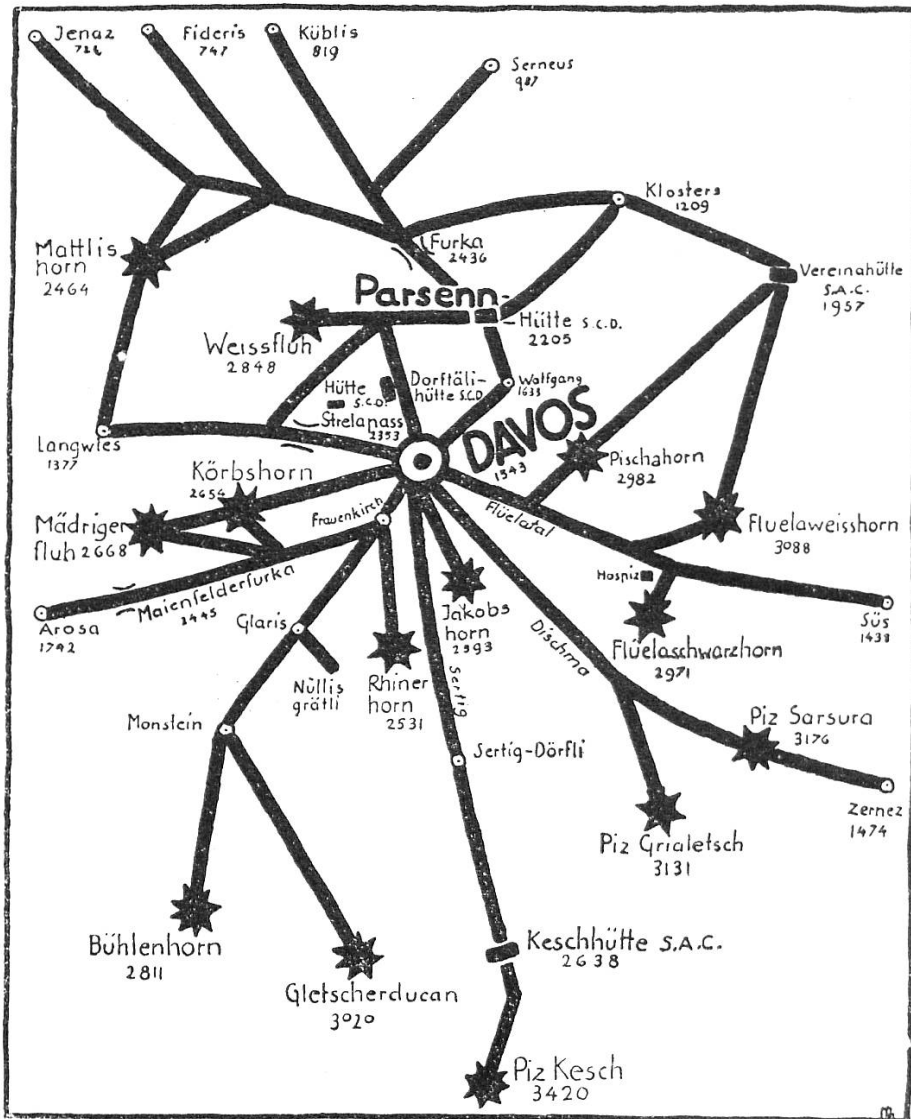 Jenaz
Fideris
747
Küblis
819
Serneus
987
Klosters
1209
Mattlis
horn
2464
Furka
2436
Vereinahütte
S.A.C.
1957
Parsenn-
Hütte S.C.D.
2205
Weissfluh
2848
Hütte
S.C.D.
Dorftäli-
hütte S.C.D.
Wolfgang
1633
Strelapass
2353
DAVOS
1543
Langwies
1377
Körbshorn
2654
Pischahorn
2982
Mädriger
fluh 2668
Frauenkirch
Flüelatal
Flüelaweisshorn
3088
Maienfelderfurka
2445
Hospiz
Arosa
1742
Glaris
Jakobs
horn
2593
Dischma
Süs
1438
Flüelaschwarzhorn
2971
Nüllis
grätli
Rhiner
horn
2531
Sertig
Monstein
Sertig-Dörfli
Piz Sarsura
3176
Zernez
1474
Piz Grialetsch
3131
Bühlenhorn
2811
Keschhütte S.A.C.
2638
Gletscherducan
3020
Piz Kesch
3420